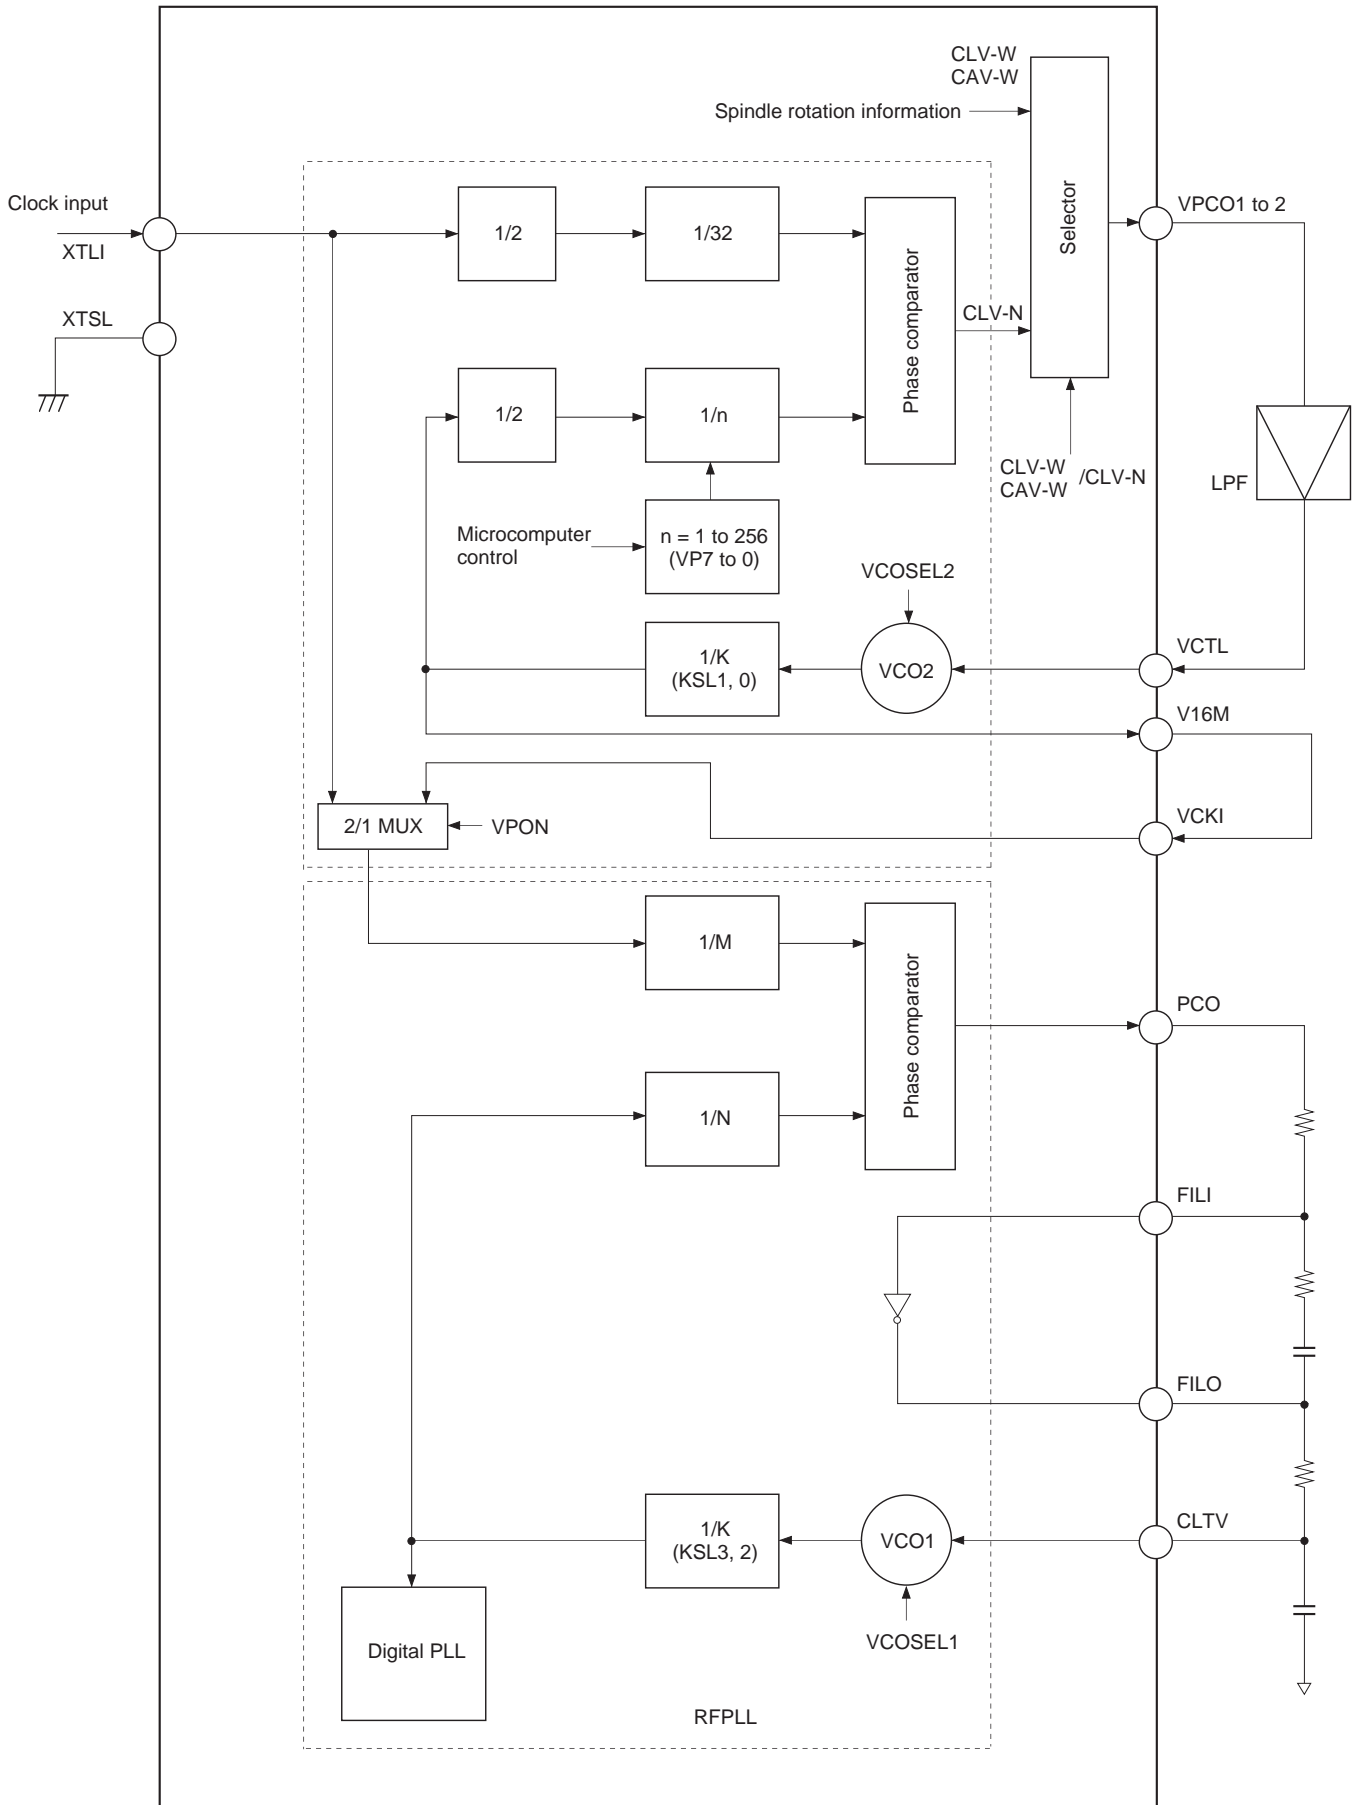 CLV-W
CAV-W
Spindle rotation information
Clock input
XTLI
XTSL
1/2
1/32
Phase comparator
Selector
VPCO1 to 2
CLV-N
1/2
1/n
CLV-W
CAV-W
/CLV-N
LPF
Microcomputer
control
n = 1 to 256
(VP7 to 0)
VCOSEL2
1/K
(KSL1, 0)
VCO2
VCTL
V16M
2/1 MUX
VPON
VCKI
1/M
Phase comparator
PCO
1/N
FILI
FILO
1/K
(KSL3, 2)
VCO1
CLTV
VCOSEL1
Digital PLL
RFPLL